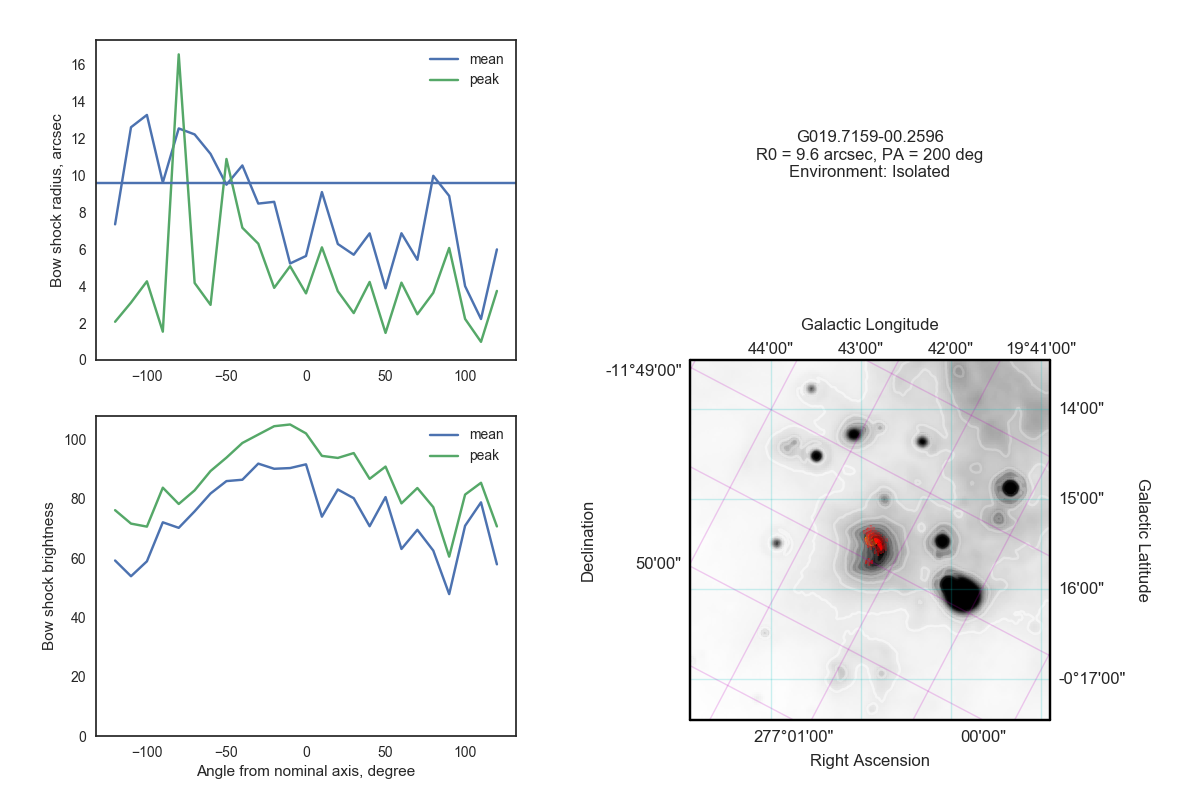 16
14
12
10
8
6
4
2
0
Bow shock radius, arcsec
mean
peak
−100
−50
0
50
100
100
80
60
40
20
0
Bow shock brightness
mean
peak
−100
−50
0
50
100
Angle from nominal axis, degree
G019.7159-00.2596
R0 = 9.6 arcsec, PA = 200 deg
Environment: Isolated
Galactic Longitude
44'00" 43'00" 42'00" 19°41'00"
-11°49'00"
50'00"
Declination
14'00"
15'00"
16'00"
-0°17'00"
Galactic Latitude
277°01'00" 00'00"
Right Ascension